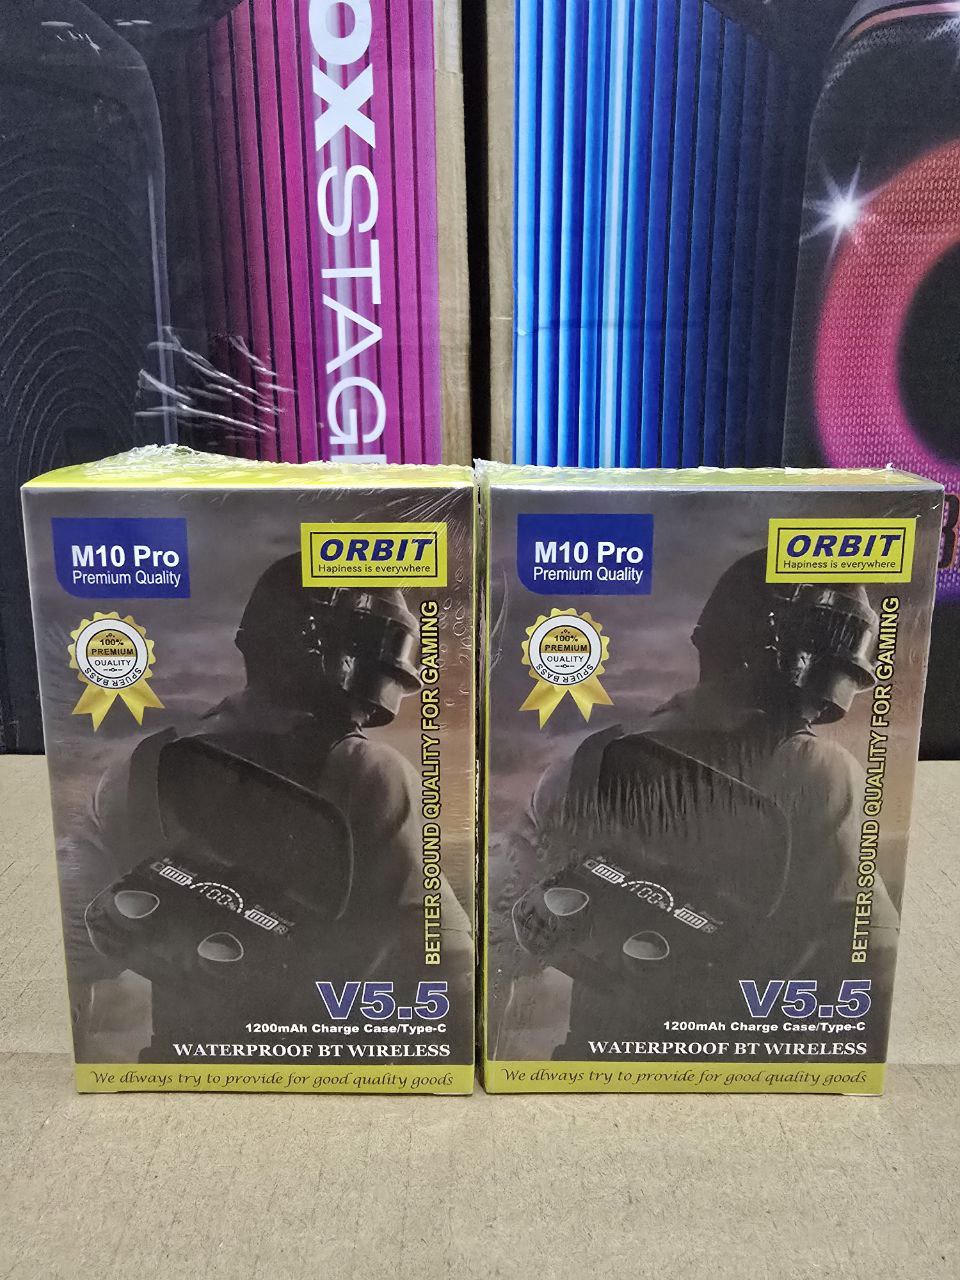 OXSTAG
M10 Pro
Premium Quality
ORBIT
Hapiness is everywhere
100%
PREMIUM
QUALITY
SPUER BASS
BETTER SOUND QUALITY FOR GAMING
100%
V5.5
1200mAh Charge Case/Type-C
WATERPROOF BT WIRELESS
We dlways try to provide for good quality goods
M10 Pro
Premium Quality
ORBIT
Hapiness is everywhere
100%
PREMIUM
QUALITY
SPUER BASS
BETTER SOUND QUALITY FOR GAMING
100%
V5.5
1200mAh Charge Case/Type-C
WATERPROOF BT WIRELESS
We dlways try to provide for good quality goods